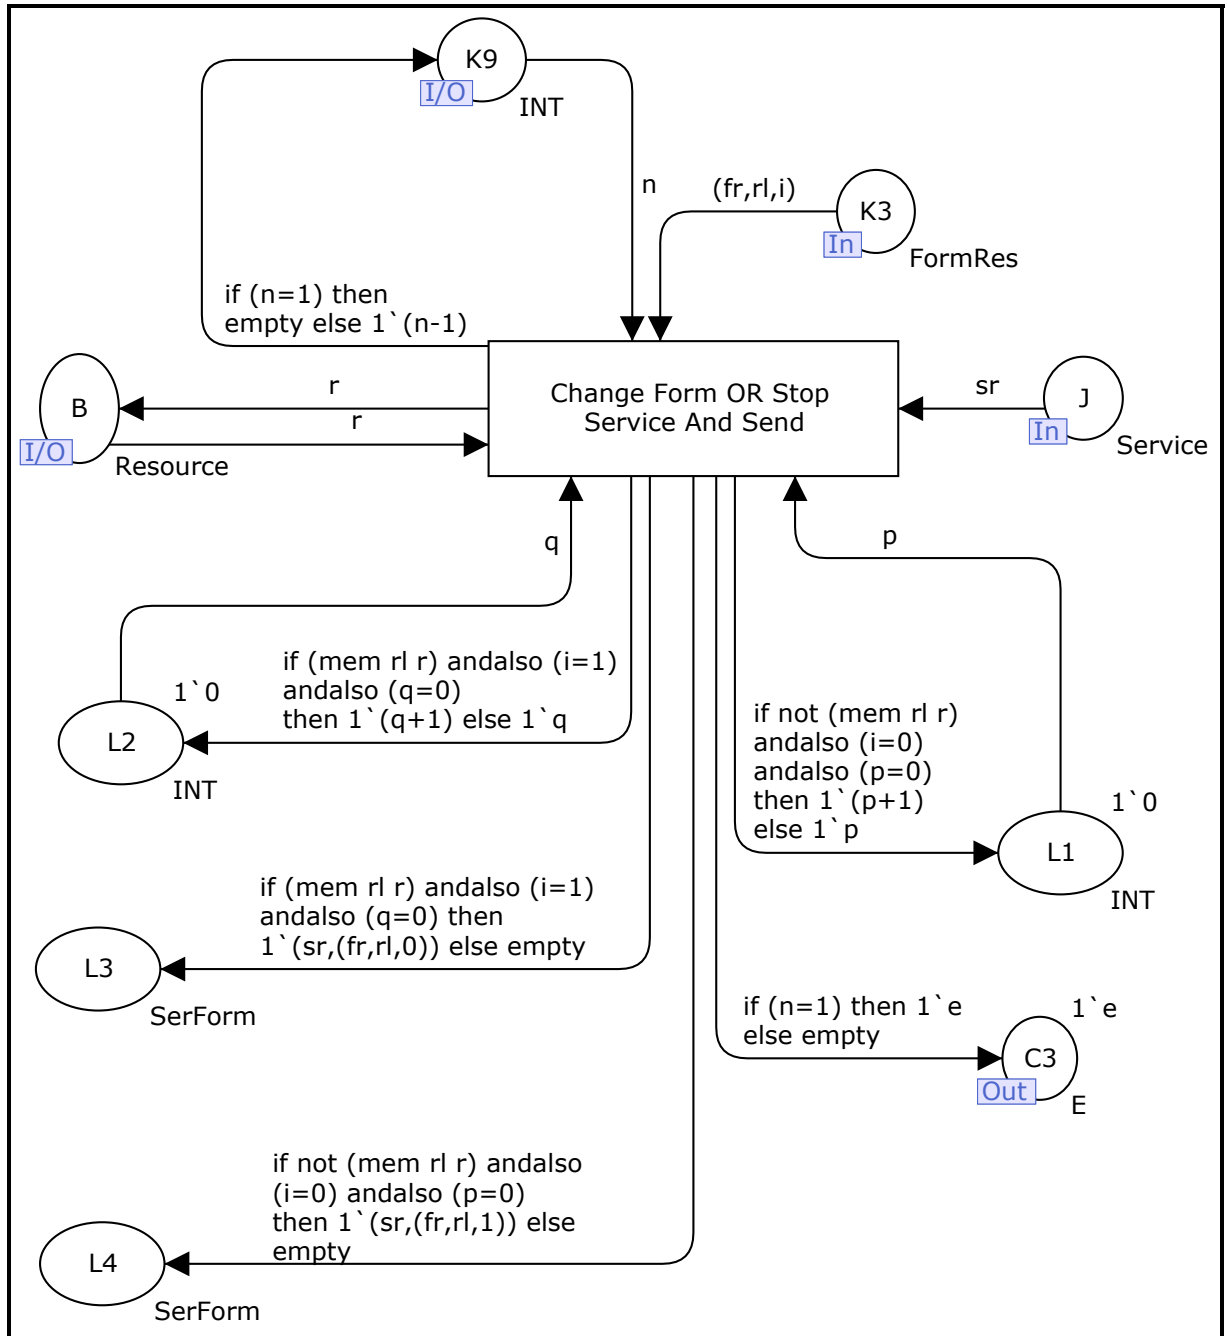 K9
I/O
INT
n
(fr,rl,i)
K3
In
FormRes
if (n=1) then
empty else 1`(n-1)
Change Form OR Stop
Service And Send
r
r
B
I/O
Resource
sr
J
In
Service
q
p
if (mem rl r) andalso (i=1)
andalso (q=0)
then 1`(q+1) else 1`q
1`0
L2
INT
if not (mem rl r)
andalso (i=0)
andalso (p=0)
then 1`(p+1)
else 1`p
1`0
L1
INT
if (mem rl r) andalso (i=1)
andalso (q=0) then
1`(sr,(fr,rl,0)) else empty
L3
SerForm
if (n=1) then 1`e
else empty
1`e
C3
Out
E
if not (mem rl r) andalso
(i=0) andalso (p=0)
then 1`(sr,(fr,rl,1)) else
empty
L4
SerForm